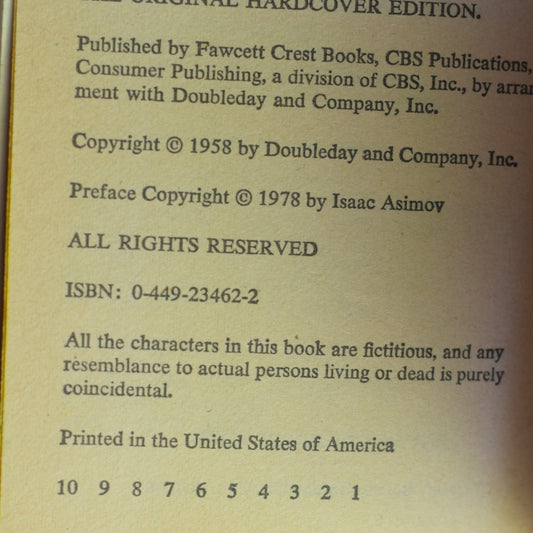 ORIGINAL HARDCOVER EDITION.
Published by Fawcett Crest Books, CBS Publications,
Consumer Publishing, a division of CBS, Inc., by arran
ment with Doubleday and Company, Inc.
Copyright © 1958 by Doubleday and Company, Inc.
Preface Copyright © 1978 by Isaac Asimov
ALL RIGHTS RESERVED
ISBN: 0-449-23462-2
All the characters in this book are fictitious, and any
resemblance to actual persons living or dead is purely
coincidental.
Printed in the United States of America
10 9 8 7 6 5 4 3 2 1